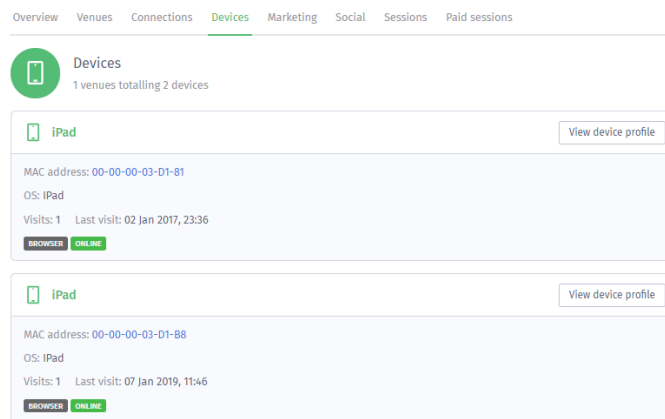 Overview Venues Connections Devices Marketing Social Sessions Paid sessions
Devices
1 venues totalling 2 devices
iPad View device profile
MAC address: 00-00-00-03-D1-81
OS: IPad
Visits: 1 Last visit: 02 Jan 2017, 23:36
BROWSER ONLINE
iPad View device profile
MAC address: 00-00-00-03-D1-B8
OS: IPad
Visits: 1 Last visit: 07 Jan 2019, 11:46
BROWSER ONLINE